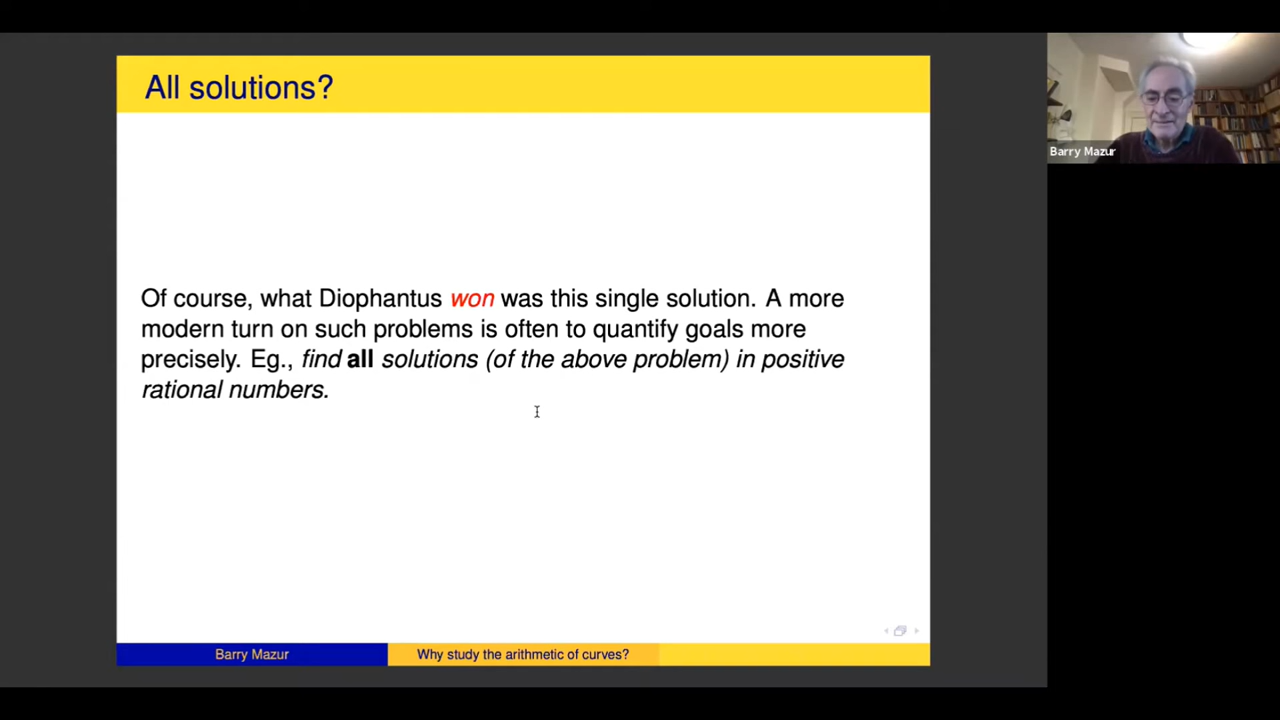 All solutions?
Barry Mazur
Of course, what Diophantus won was this single solution. A more
modern turn on such problems is often to quantify goals more
precisely. Eg., find all solutions (of the above problem) in positive
rational numbers.
Barry Mazur
Why study the arithmetic of curves?